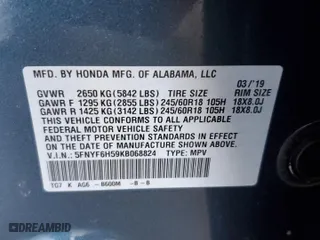 MFD. BY HONDA MFG. OF ALABAMA, LLC
03/'19
GVWR 2650 KG (5842 LBS) TIRE SIZE RIM SIZE
GAWR F 1295 KG (2855 LBS) 245/60R18 105H 18X8.0J
GAWR R 1425 KG (3142 LBS) 245/60R18 105H 18X8.0J
THIS VEHICLE CONFORMS TO ALL APPLICABLE
FEDERAL MOTOR VEHICLE SAFETY AND THEFT
PREVENTION STANDARDS IN EFFECT ON THE
DATE OF MANUFACTURE SHOWN ABOVE.
V.I.N.: 5FNYF6H59KB068824 TYPE: MPV
TG7 K AG6 -B600M -B -B